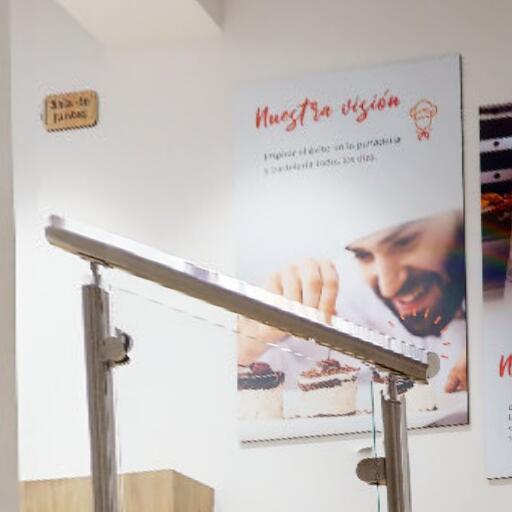 Nuestra visión
Inspirar el éxito en la panadería
y pastelería todos los días.